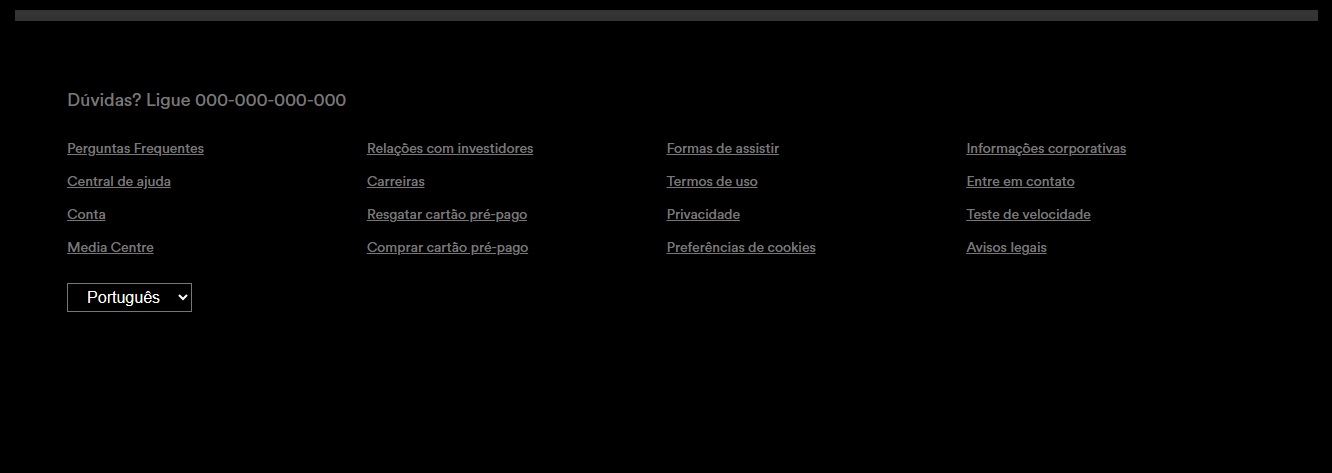 Dúvidas? Ligue 000-000-000-000
Perguntas Frequentes
Relações com investidores
Formas de assistir
Informações corporativas
Central de ajuda
Carreiras
Termos de uso
Entre em contato
Conta
Resgatar cartão pré-pago
Privacidade
Teste de velocidade
Media Centre
Comprar cartão pré-pago
Preferências de cookies
Avisos legais
Português